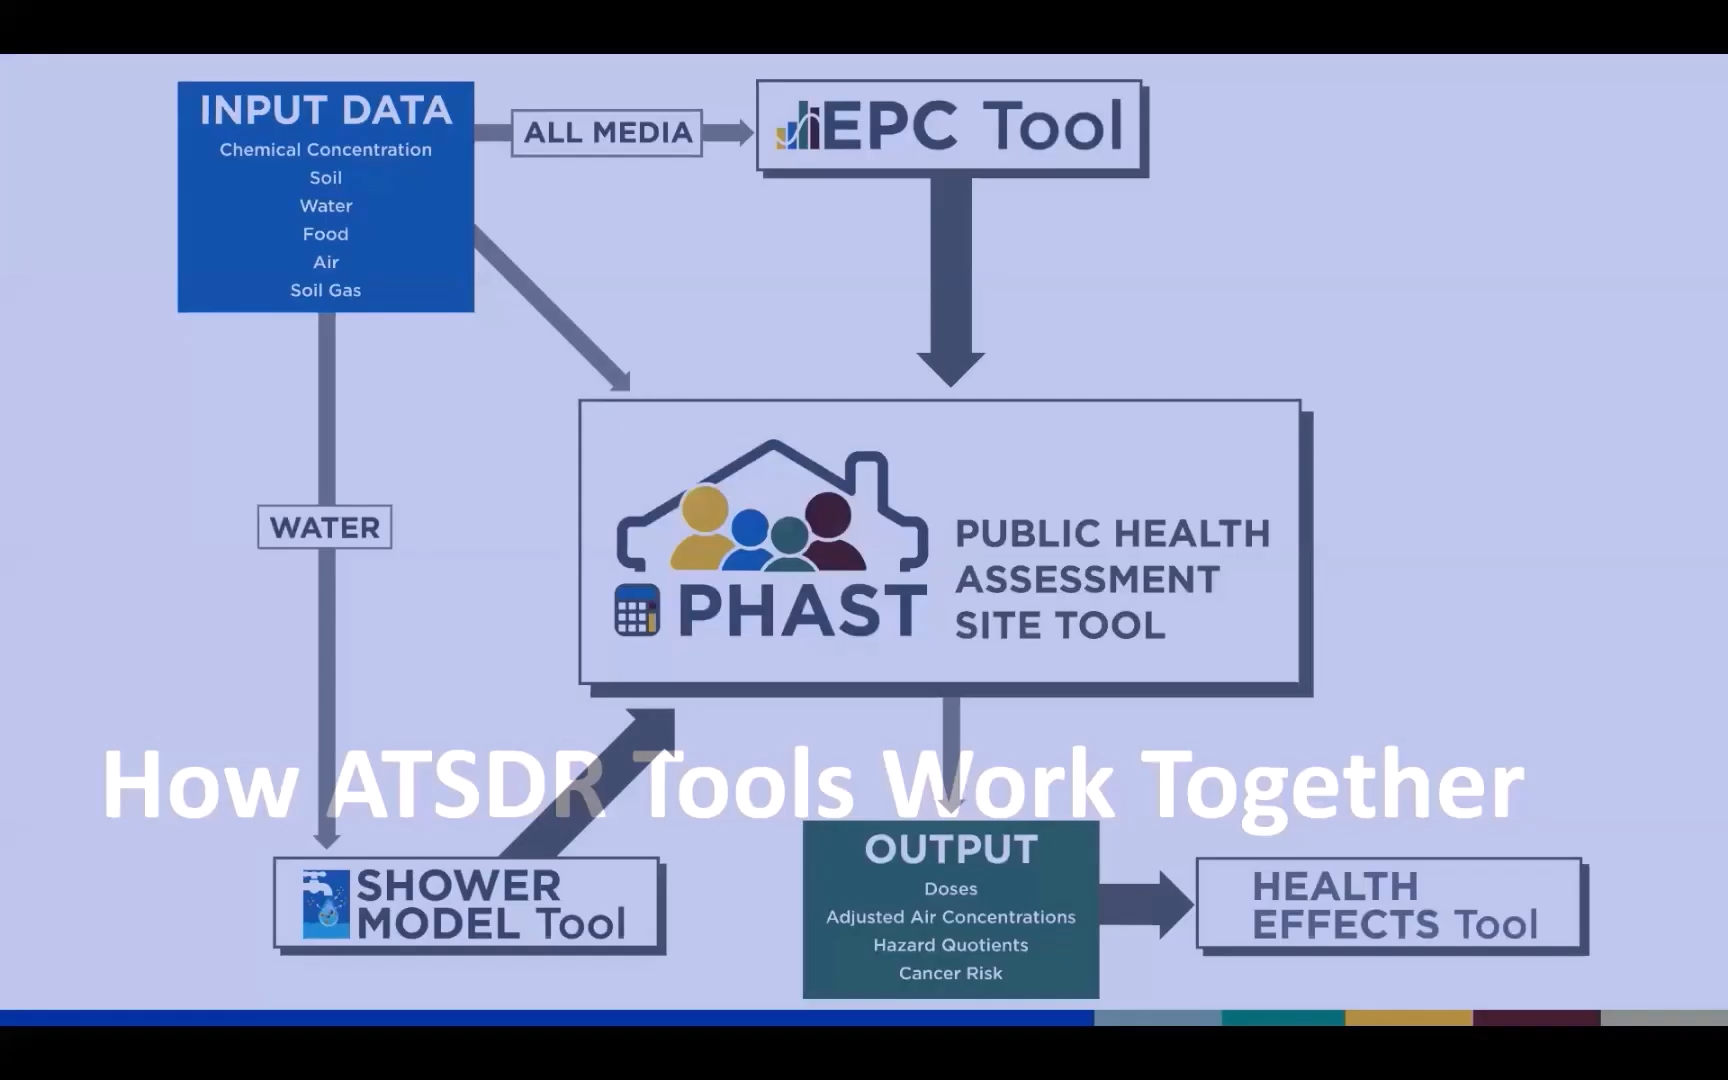 INPUT DATA
Chemical Concentration
Soil
Water
Food
Air
Soil Gas
ALL MEDIA
EPC Tool
WATER
PHAST
PUBLIC HEALTH
ASSESSMENT
SITE TOOL
How ATSDR Tools Work Together
SHOWER
MODEL Tool
OUTPUT
Doses
Adjusted Air Concentrations
Hazard Quotients
Cancer Risk
HEALTH
EFFECTS Tool